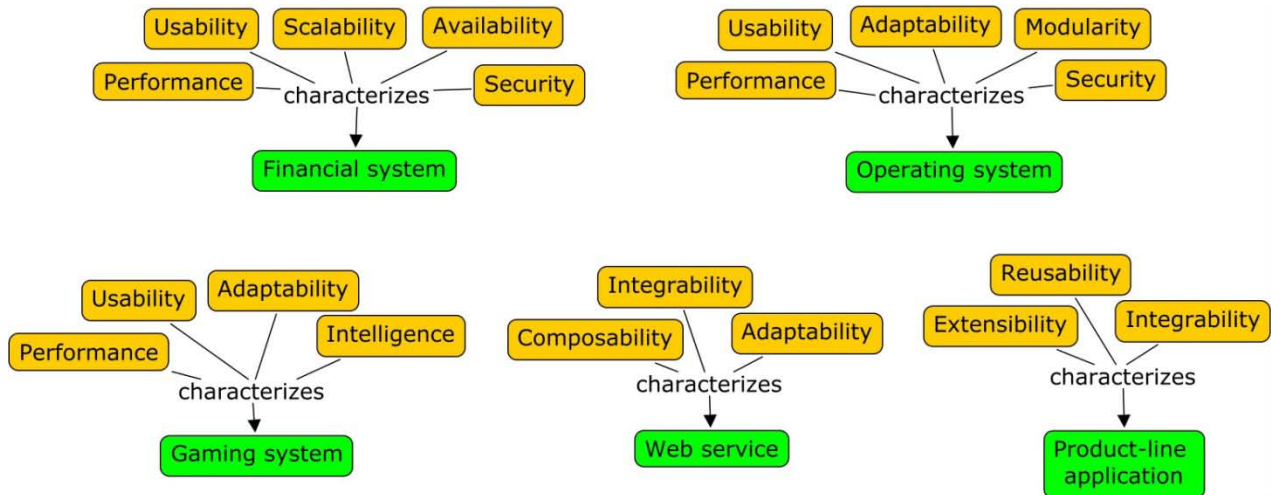 Usability
Scalability
Availability
Performance
Security
characterizes
Financial system
Usability
Adaptability
Modularity
Performance
Security
characterizes
Operating system
Usability
Adaptability
Performance
Intelligence
characterizes
Gaming system
Integrability
Composability
Adaptability
characterizes
Web service
Reusability
Extensibility
Integrability
characterizes
Product-line
application